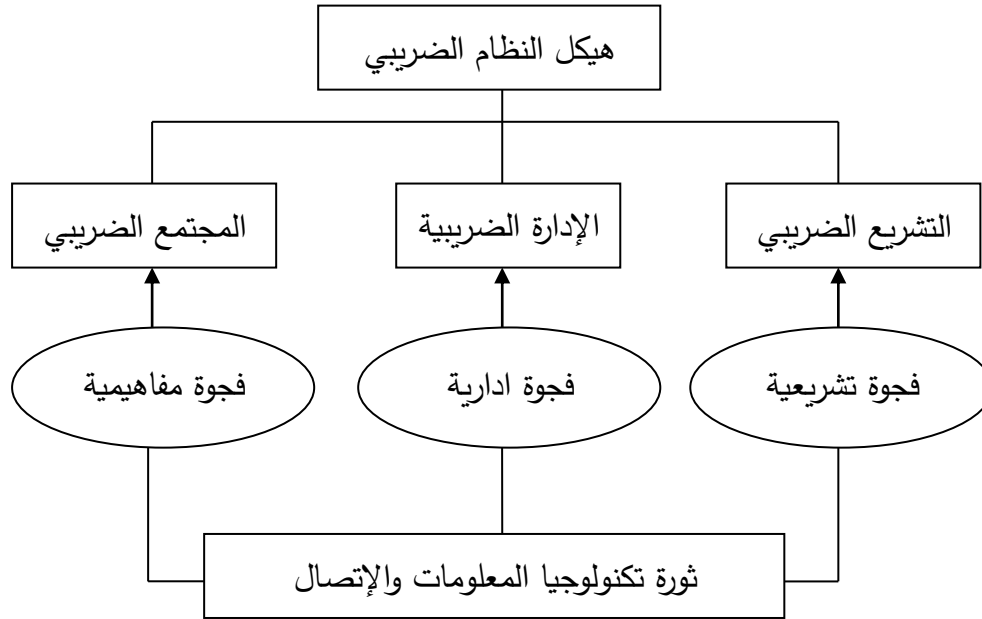 هيكل النظام الضريبي
التشريع الضريبي
الإدارة الضريبية
المجتمع الضريبي
فجوة تشريعية
فجوة ادارية
فجوة مفاهيمية
ثورة تكنولوجيا المعلومات والإتصال